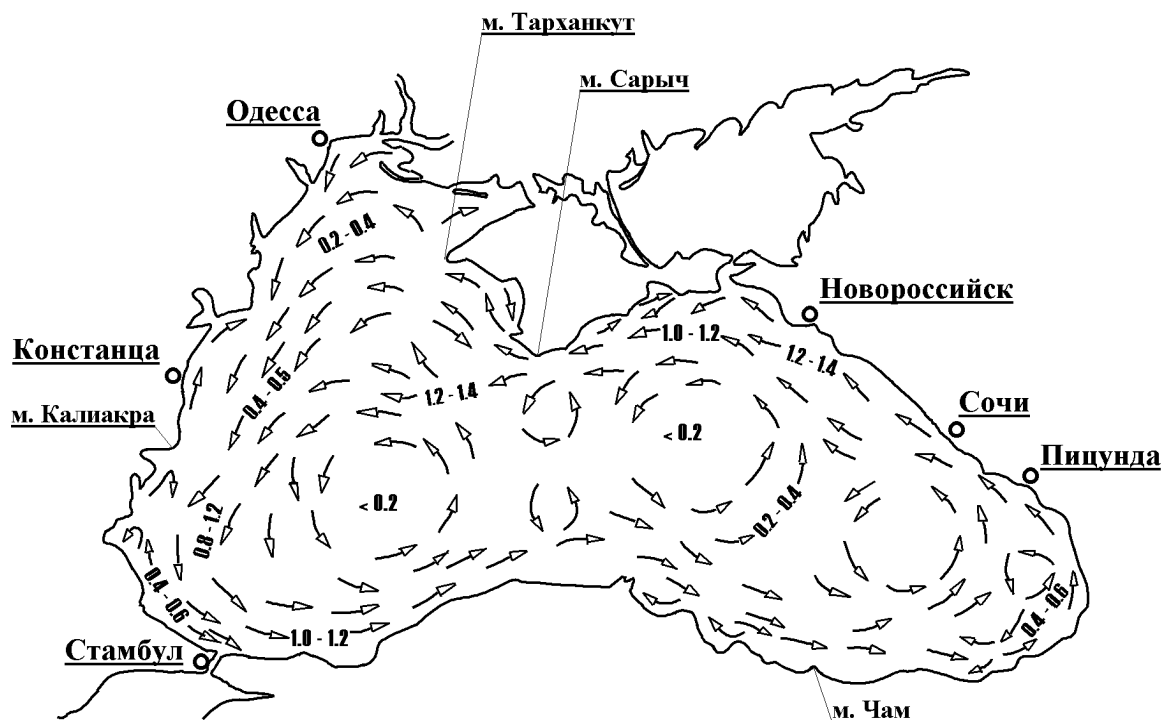 м. Тарханкут
м. Сарыч
Одесса
0.2 - 0.4
Новороссийск
1.0 - 1.2
Констанца
1.2 - 1.4
0.4 - 0.5
1.2 - 1.4
Сочи
м. Калиакра
< 0.2
Пицунда
< 0.2
0.2 - 0.4
0.8 - 1.2
0.4 - 0.6
0.4 - 0.6
1.0 - 1.2
Стамбул
м. Чам